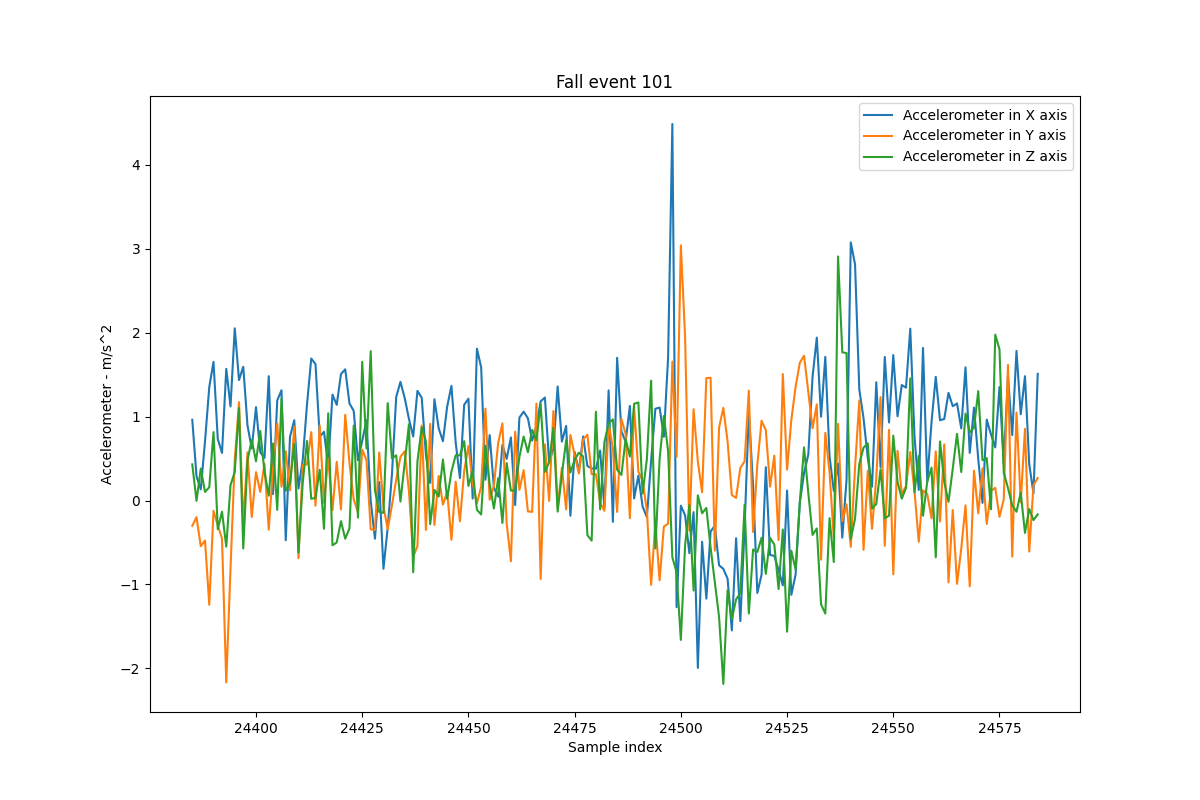 Fall event 101
Accelerometer in X axis
Accelerometer in Y axis
Accelerometer in Z axis
Accelerometer - m/s^2
4
3
2
1
0
−1
−2
24400 24425 24450 24475 24500 24525 24550 24575
Sample index